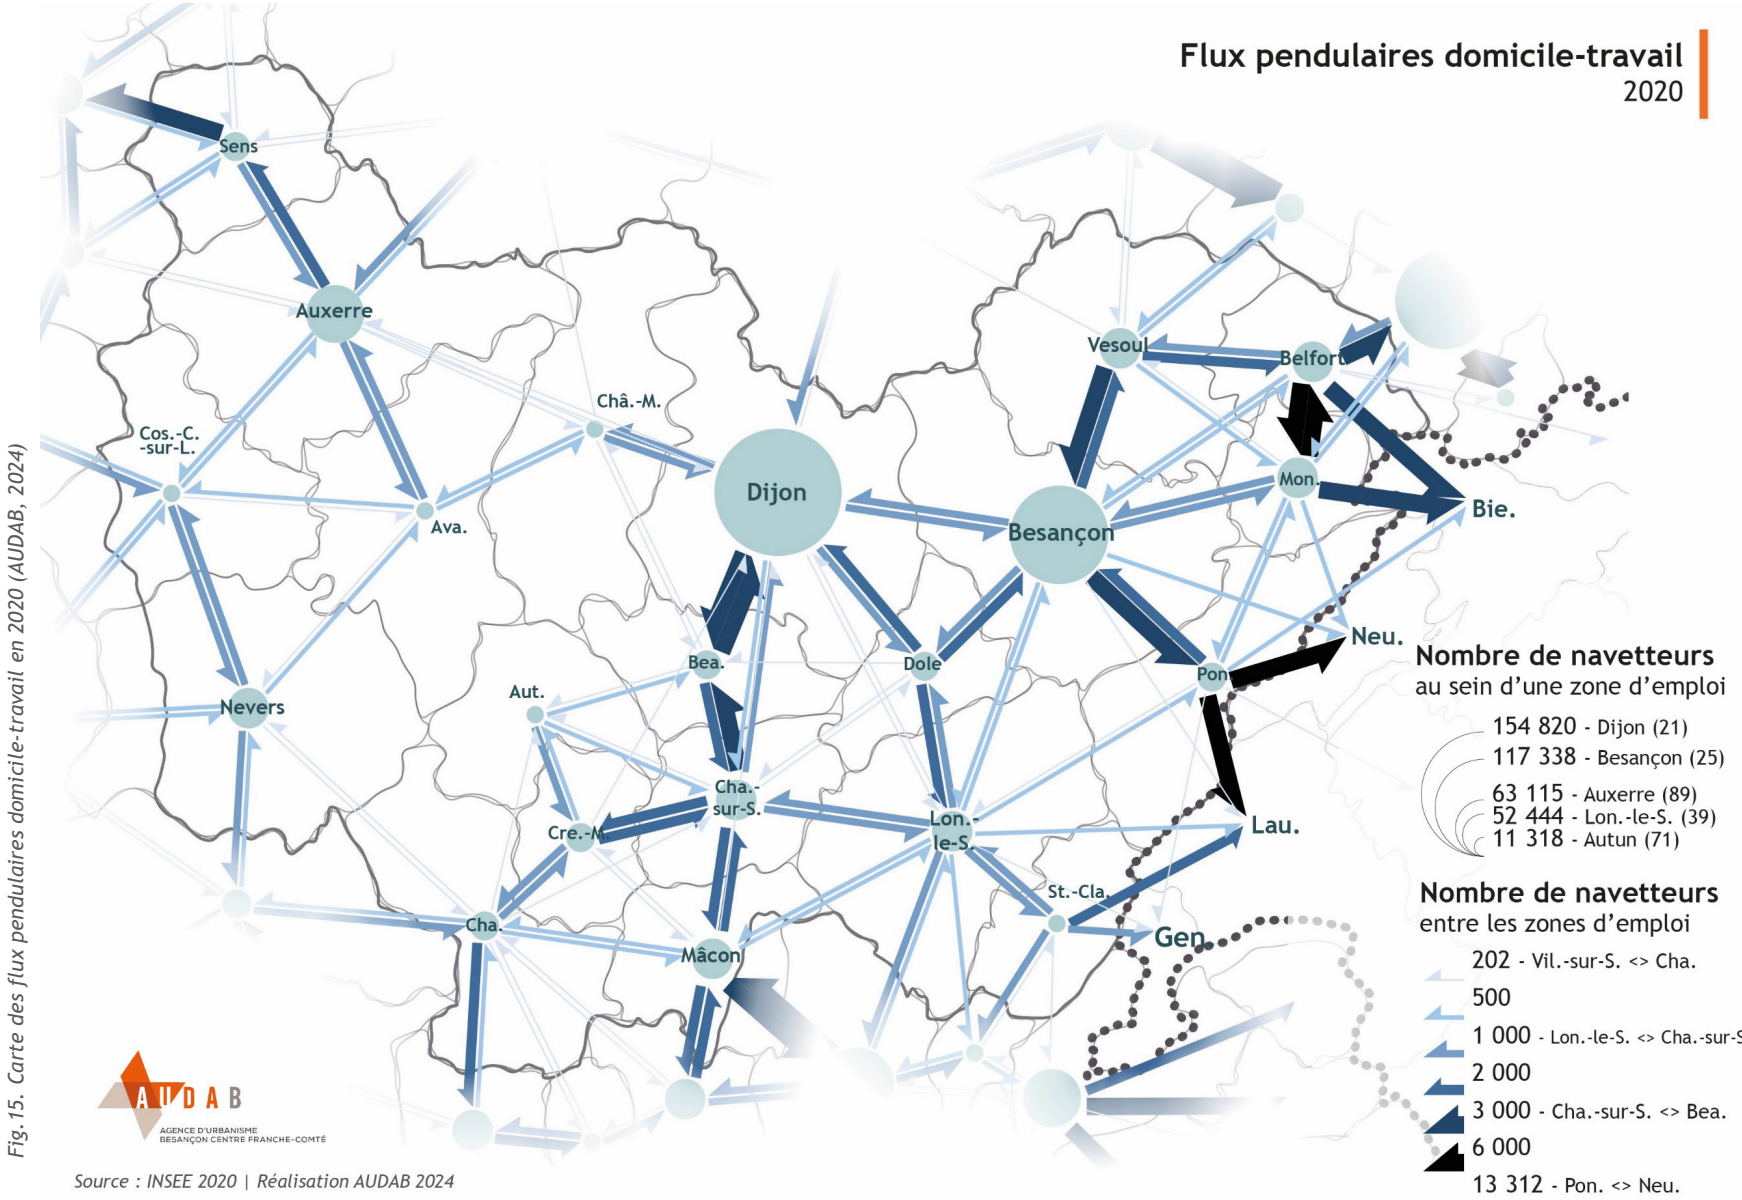 Flux pendulaires domicile-travail
2020
Fig.15. Carte des flux pendulaires domicile-travail en 2020 (AUDAB, 2024)
Sens
Auxerre
Vesoul
Belfort
Châ.-M.
Cos.-C.
-sur-L.
Dijon
Mon.
Bie.
Ava.
Besançon
Neu.
Bea.
Dole
Pon.
Aut.
Nevers
Cha.-
sur-S.
Lon.-
le-S.
Lau.
Cre.-M.
St.-Cla.
Cha.
Gen.
Mâcon
Nombre de navetteurs
au sein d’une zone d’emploi
154 820 - Dijon (21)
117 338 - Besançon (25)
63 115 - Auxerre (89)
52 444 - Lon.-le-S. (39)
11 318 - Autun (71)
Nombre de navetteurs
entre les zones d’emploi
202 - Vil.-sur-S. <> Cha.
500
1 000 - Lon.-le-S. <> Cha.-sur-S
2 000
3 000 - Cha.-sur-S. <> Bea.
6 000
13 312 - Pon. <> Neu.
AUDAB
AGENCE D'URBANISME
BESANÇON CENTRE FRANCHE-COMTÉ
Source : INSEE 2020 | Réalisation AUDAB 2024